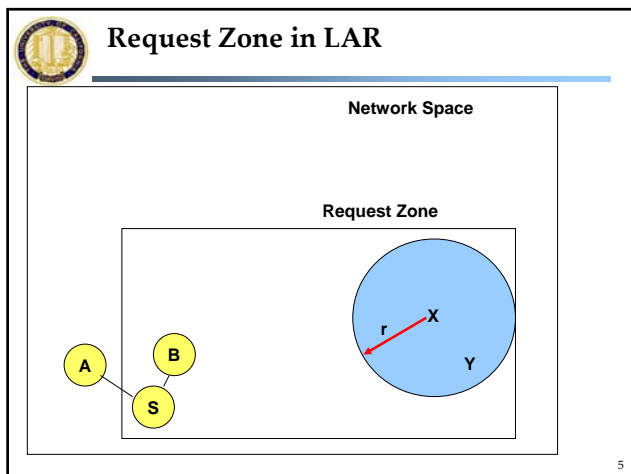 Request Zone in LAR
Network Space
Request Zone
X
r
Y
B
A
S
5